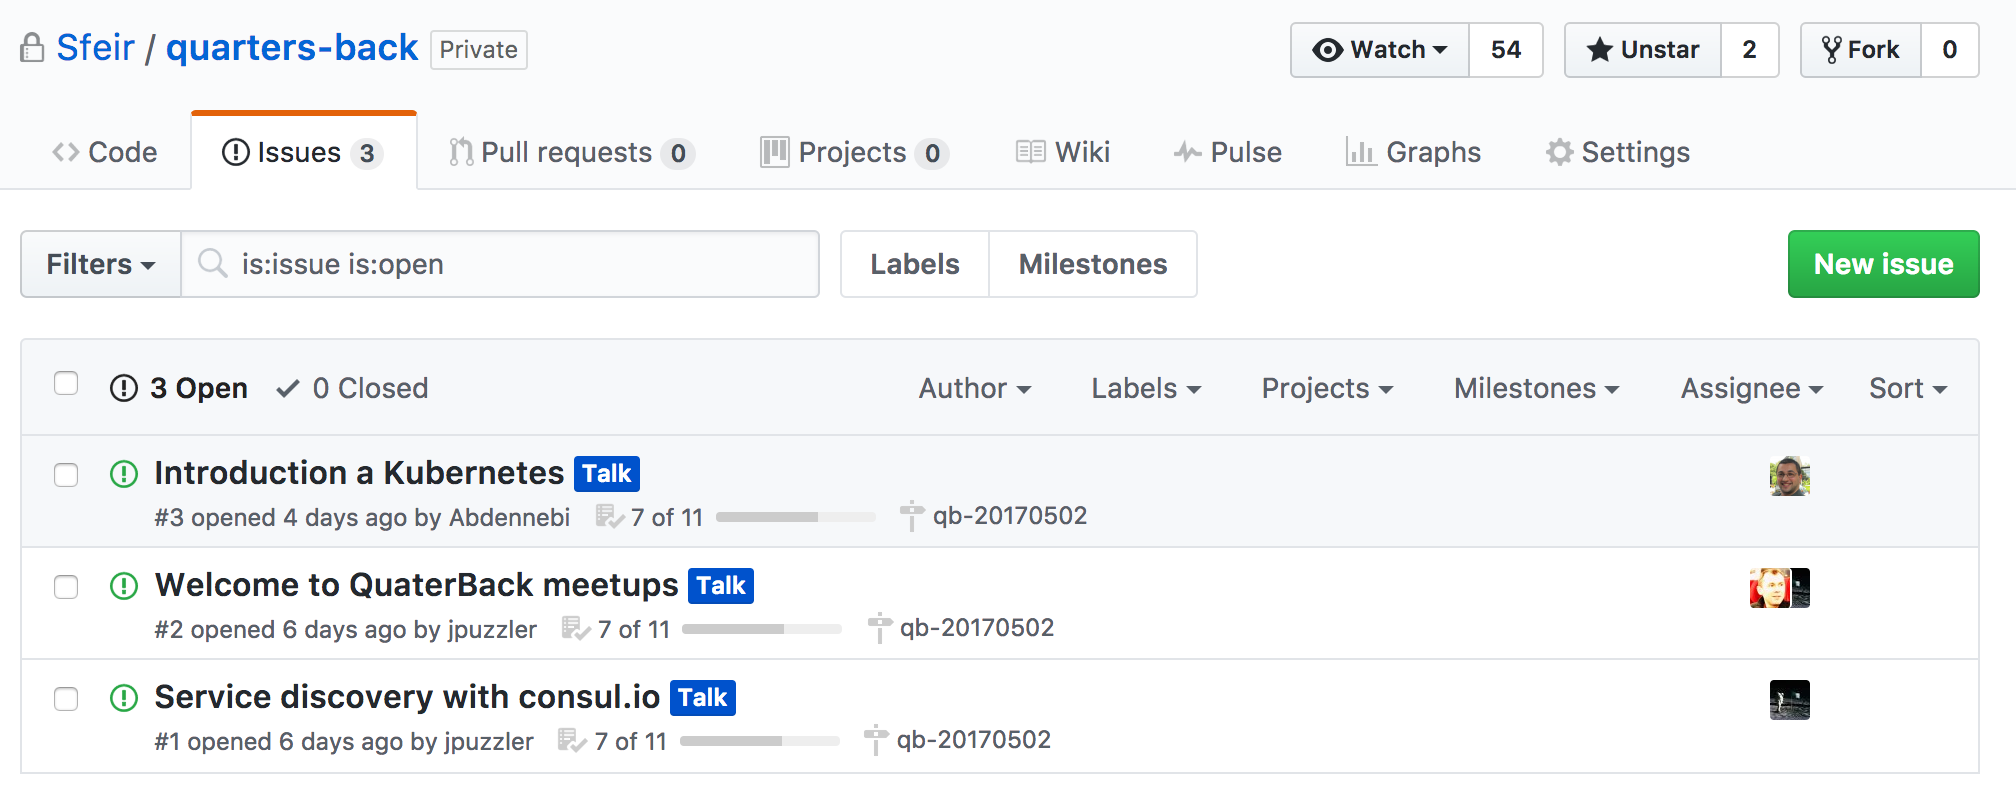 Sfeir / quarters-back Private Watch 54 Unstar 2 Fork 0
Code Issues 3 Pull requests 0 Projects 0 Wiki Pulse Graphs Settings
Filters is:issue is:open Labels Milestones New issue
3 Open 0 Closed Author Labels Projects Milestones Assignee Sort
Introduction a Kubernetes Talk
#3 opened 4 days ago by Abdennebi 7 of 11 qb-20170502
Welcome to QuaterBack meetups Talk
#2 opened 6 days ago by jpuzzler 7 of 11 qb-20170502
Service discovery with consul.io Talk
#1 opened 6 days ago by jpuzzler 7 of 11 qb-20170502